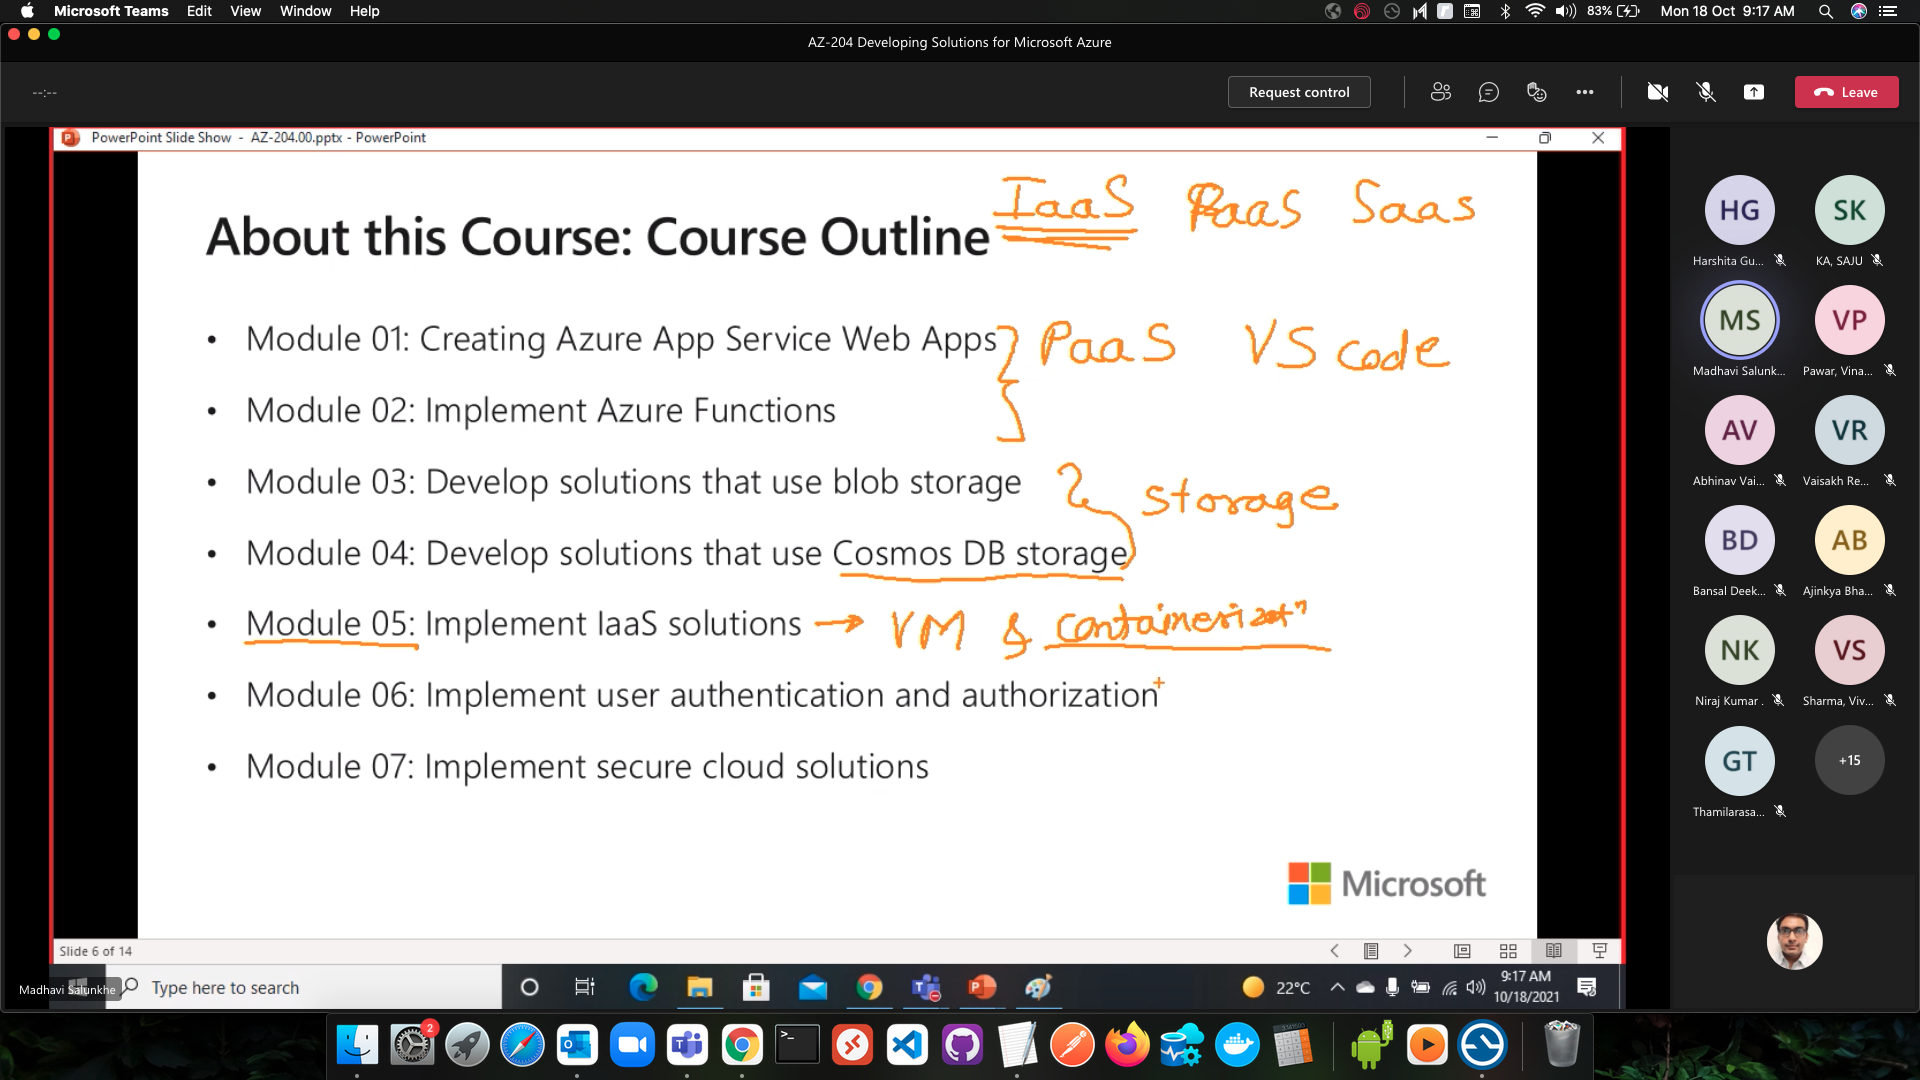 Microsoft Teams Edit View Window Help
83% Mon 18 Oct 9:17 AM
AZ-204 Developing Solutions for Microsoft Azure
--:--
Request control
Leave
PowerPoint Slide Show - AZ-204.00.pptx - PowerPoint
IaaS PaaS SaaS
About this Course: Course Outline
• Module 01: Creating Azure App Service Web Apps
PaaS VS code
• Module 02: Implement Azure Functions
• Module 03: Develop solutions that use blob storage
storage
• Module 04: Develop solutions that use Cosmos DB storage
• Module 05: Implement IaaS solutions → VM & containerizatn
• Module 06: Implement user authentication and authorization
• Module 07: Implement secure cloud solutions
Microsoft
Slide 6 of 14
Madhavi Salunkhe
Type here to search
22°C
9:17 AM
10/18/2021
HG SK
Harshita Gu... KA, SAJU
MS VP
Madhavi Salunk... Pawar, Vina...
AV VR
Abhinav Vai... Vaisakh Re...
BD AB
Bansal Deek... Ajinkya Bha...
NK VS
Niraj Kumar . Sharma, Viv...
GT +15
Thamilarasa...
2